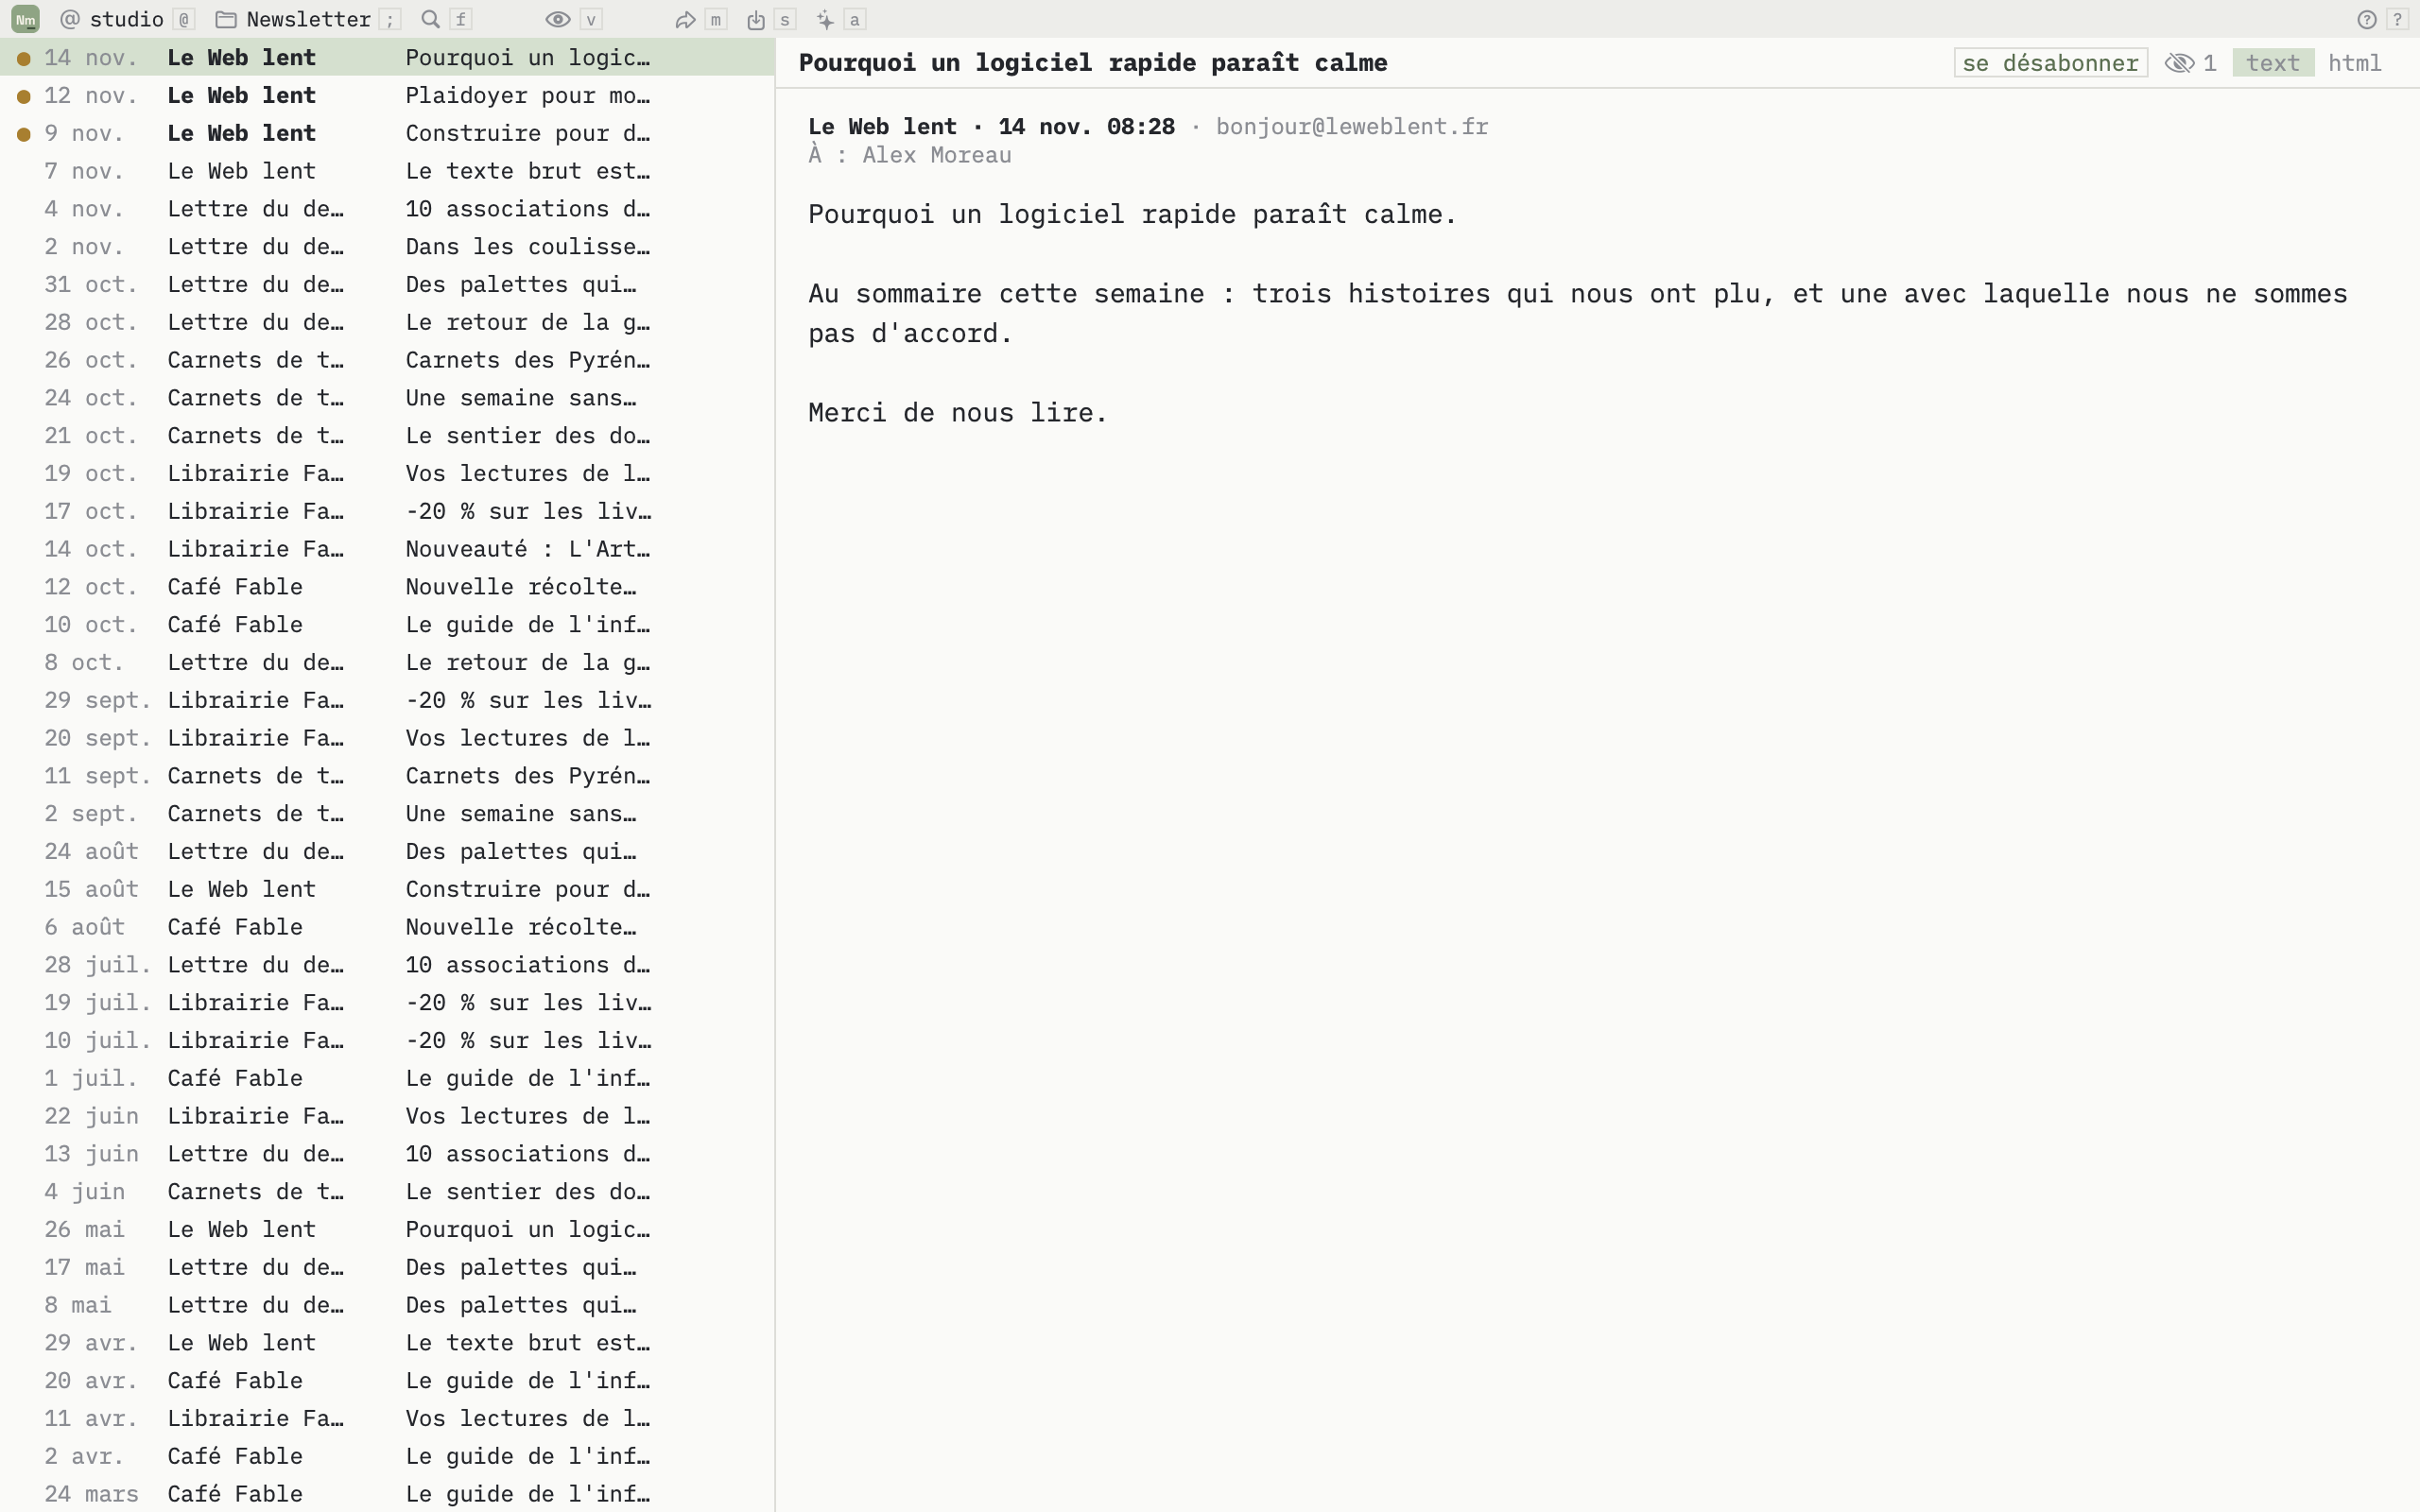 Nm @ studio @ Newsletter ; f v m s a ? ?
14 nov. Le Web lent Pourquoi un logic…
12 nov. Le Web lent Plaidoyer pour mo…
9 nov. Le Web lent Construire pour d…
7 nov. Le Web lent Le texte brut est…
4 nov. Lettre du de… 10 associations d…
2 nov. Lettre du de… Dans les coulisse…
31 oct. Lettre du de… Des palettes qui…
28 oct. Lettre du de… Le retour de la g…
26 oct. Carnets de t… Carnets des Pyrén…
24 oct. Carnets de t… Une semaine sans…
21 oct. Carnets de t… Le sentier des do…
19 oct. Librairie Fa… Vos lectures de l…
17 oct. Librairie Fa… -20 % sur les liv…
14 oct. Librairie Fa… Nouveauté : L'Art…
12 oct. Café Fable Nouvelle récolte…
10 oct. Café Fable Le guide de l'inf…
8 oct. Lettre du de… Le retour de la g…
29 sept. Librairie Fa… -20 % sur les liv…
20 sept. Librairie Fa… Vos lectures de l…
11 sept. Carnets de t… Carnets des Pyrén…
2 sept. Carnets de t… Une semaine sans…
24 août Lettre du de… Des palettes qui…
15 août Le Web lent Construire pour d…
6 août Café Fable Nouvelle récolte…
28 juil. Lettre du de… 10 associations d…
19 juil. Librairie Fa… -20 % sur les liv…
10 juil. Librairie Fa… -20 % sur les liv…
1 juil. Café Fable Le guide de l'inf…
22 juin Librairie Fa… Vos lectures de l…
13 juin Lettre du de… 10 associations d…
4 juin Carnets de t… Le sentier des do…
26 mai Le Web lent Pourquoi un logic…
17 mai Lettre du de… Des palettes qui…
8 mai Lettre du de… Des palettes qui…
29 avr. Le Web lent Le texte brut est…
20 avr. Café Fable Le guide de l'inf…
11 avr. Librairie Fa… Vos lectures de l…
2 avr. Café Fable Le guide de l'inf…
24 mars Café Fable Le guide de l'inf…
Pourquoi un logiciel rapide paraît calme se désabonner 1 text html
Le Web lent · 14 nov. 08:28 · bonjour@leweblent.fr
À : Alex Moreau
Pourquoi un logiciel rapide paraît calme.
Au sommaire cette semaine : trois histoires qui nous ont plu, et une avec laquelle nous ne sommes
pas d'accord.
Merci de nous lire.